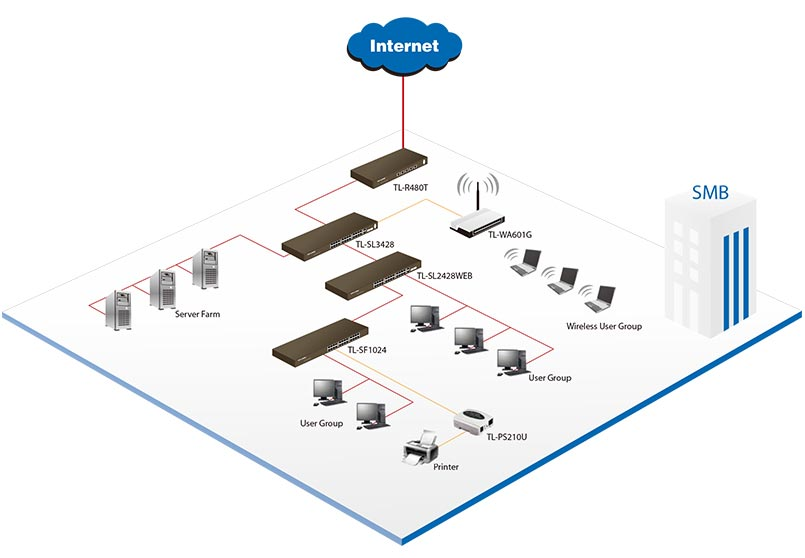 Internet
TL-R480T
SMB
TL-WA601G
TL-SL3428
TL-SL2428WEB
Server Farm
Wireless User Group
TL-SF1024
User Group
User Group
TL-PS210U
Printer